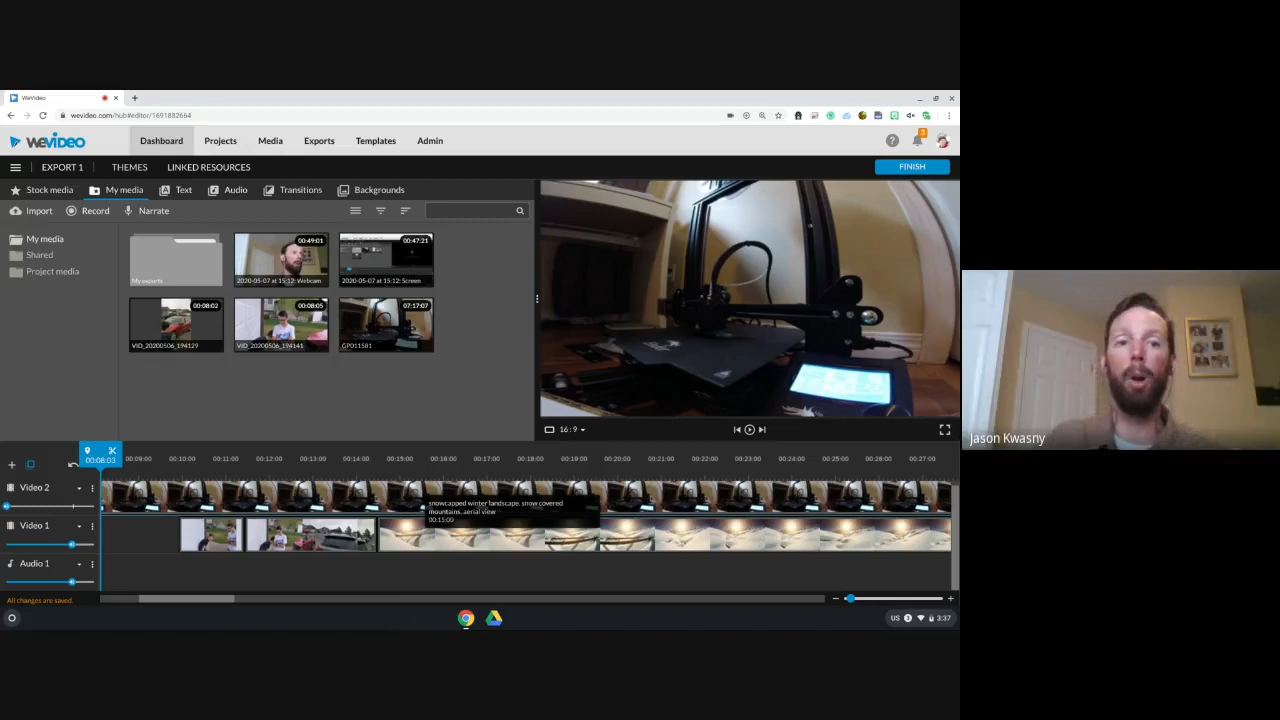 WeVideo
wevideo.com/hub#editor/1691882664
WEVIDEO
Dashboard
Projects
Media
Exports
Templates
Admin
?
3
EXPORT 1
THEMES
LINKED RESOURCES
FINISH
Stock media
My media
Text
Audio
Transitions
Backgrounds
Import
Record
Narrate
My media
Shared
Project media
My exports
00:49:01
2020-05-07 at 15:12: Webcam
00:47:21
2020-05-07 at 15:12: Screen
00:08:02
VID_20200506_194129
00:08:05
VID_20200506_194141
07:17:07
GP011581
16:9
00:08:03
00:09:00
00:10:00
00:11:00
00:12:00
00:13:00
00:14:00
00:15:00
00:16:00
00:17:00
00:18:00
00:19:00
00:20:00
00:21:00
00:22:00
00:23:00
00:24:00
00:25:00
00:26:00
00:27:00
Video 2
snowcapped winter landscape, snow covered
mountains, aerial view
00:15:00
Video 1
Audio 1
All changes are saved.
US
3
3:37
Jason Kwasny